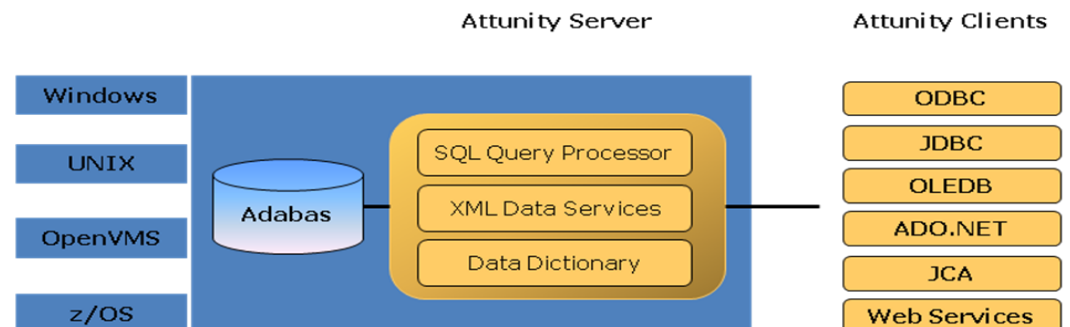 Attunity Server
Attunity Clients
Windows
UNIX
OpenVMS
z/OS
Adabas
SQL Query Processor
XML Data Services
Data Dictionary
ODBC
JDBC
OLEDB
ADO.NET
JCA
Web Services